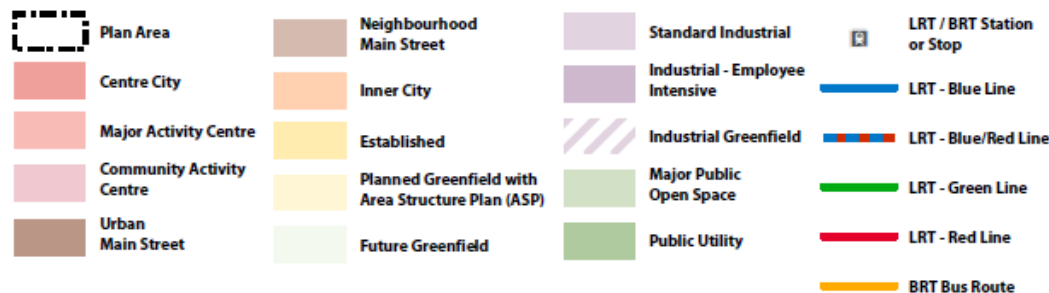 Plan Area
Centre City
Major Activity Centre
Community Activity
Centre
Urban
Main Street
Neighbourhood
Main Street
Inner City
Established
Planned Greenfield with
Area Structure Plan (ASP)
Future Greenfield
Standard Industrial
Industrial - Employee
Intensive
Industrial Greenfield
Major Public
Open Space
Public Utility
LRT / BRT Station
or Stop
LRT - Blue Line
LRT - Blue/Red Line
LRT - Green Line
LRT - Red Line
BRT Bus Route